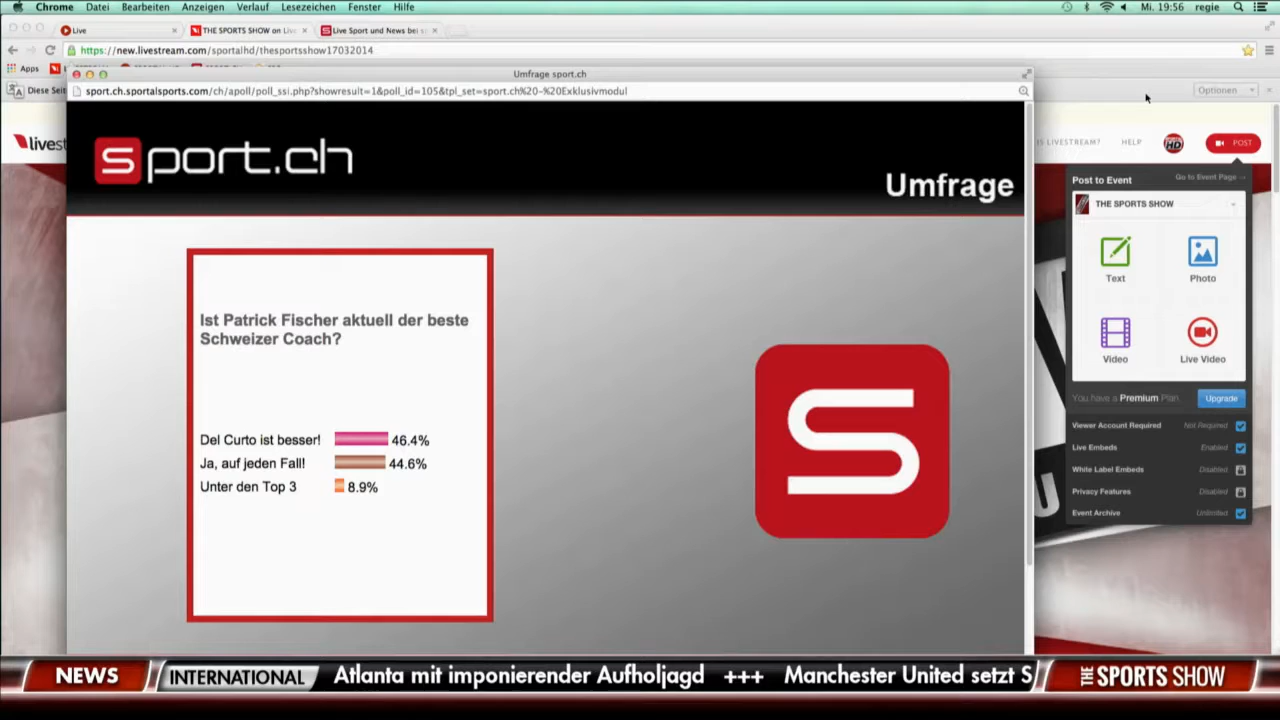 Chrome Datei Bearbeiten Anzeigen Verlauf Lesezeichen Fenster Hilfe Mi. 19:56 regie
Live THE SPORTS SHOW on Live Sport und News bei
https://new.livestream.com/sportalhd/thesportsshow17032014
Apps
Umfrage sport.ch
Diese Optionen
sport.ch.sportalsports.com/ch/apoll/poll_ssi.php?showresult=1&poll_id=105&tpl_set=sport.ch%20-%20Exklusivmodul
IS LIVESTREAM? HELP POST
sport.ch
Umfrage
Post to Event Go to Event Page
THE SPORTS SHOW
Text Photo
Video Live Video
You have a Premium Plan. Upgrade
Viewer Account Required Not Required
Live Embeds Enabled
White Label Embeds Disabled
Privacy Features Disabled
Event Archive Unlimited
Ist Patrick Fischer aktuell der beste
Schweizer Coach?
Del Curto ist besser! 46.4%
Ja, auf jeden Fall! 44.6%
Unter den Top 3 8.9%
S
NEWS INTERNATIONAL Atlanta mit imponierender Aufholjagd +++ Manchester United setzt S THE SPORTS SHOW